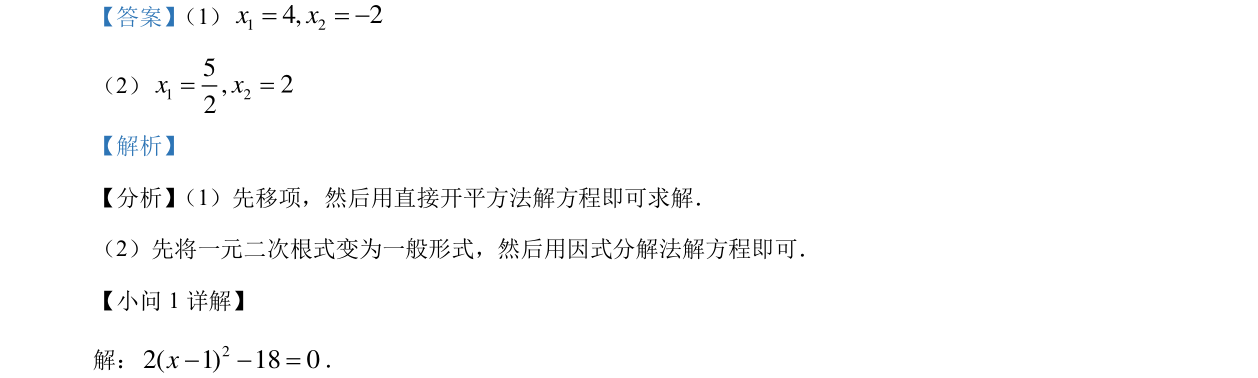 【答案】（1）x₁ = 4, x₂ = −2
（2）x₁ = 5/2, x₂ = 2
【解析】
【分析】（1）先移项，然后用直接开平方法解方程即可求解．
（2）先将一元二次根式变为一般形式，然后用因式分解法解方程即可．
【小问 1 详解】
解：2(x−1)² −18 = 0．